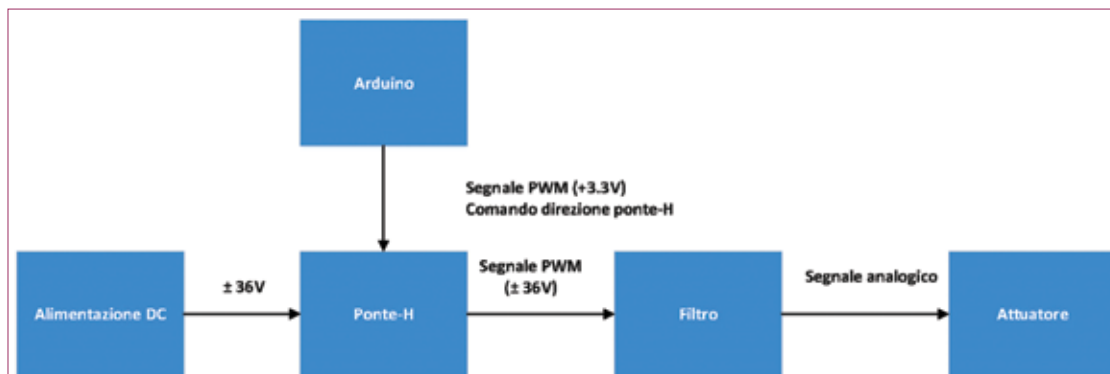 Arduino
Segnale PWM (+3.3V)
Comando direzione ponte-H
Alimentazione DC
± 36V
Ponte-H
Segnale PWM
(± 36V)
Filtro
Segnale analogico
Attuatore